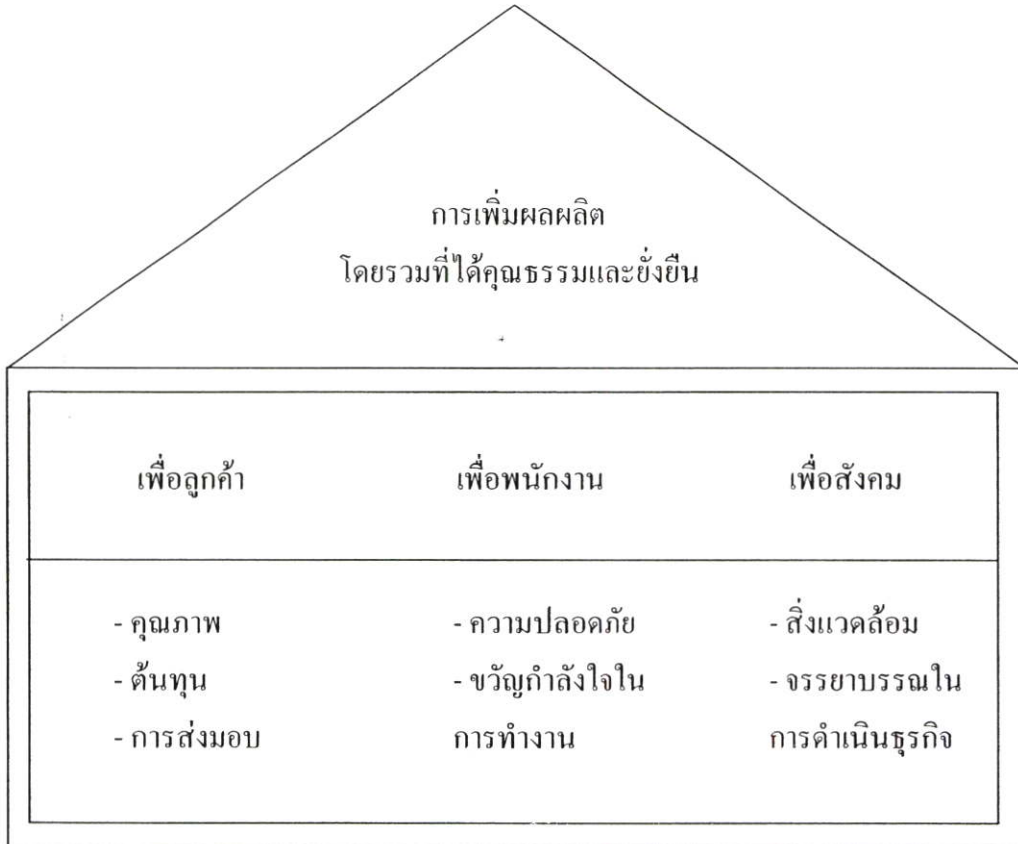 การเพิ่มผลผลิต
โดยรวมที่ได้คุณธรรมและยั่งยืน
เพื่อลูกค้า เพื่อพนักงาน เพื่อสังคม
- คุณภาพ - ความปลอดภัย - สิ่งแวดล้อม
- ต้นทุน - ขวัญกำลังใจใน - จรรยาบรรณใน
- การส่งมอบ การทำงาน การดำเนินธุรกิจ